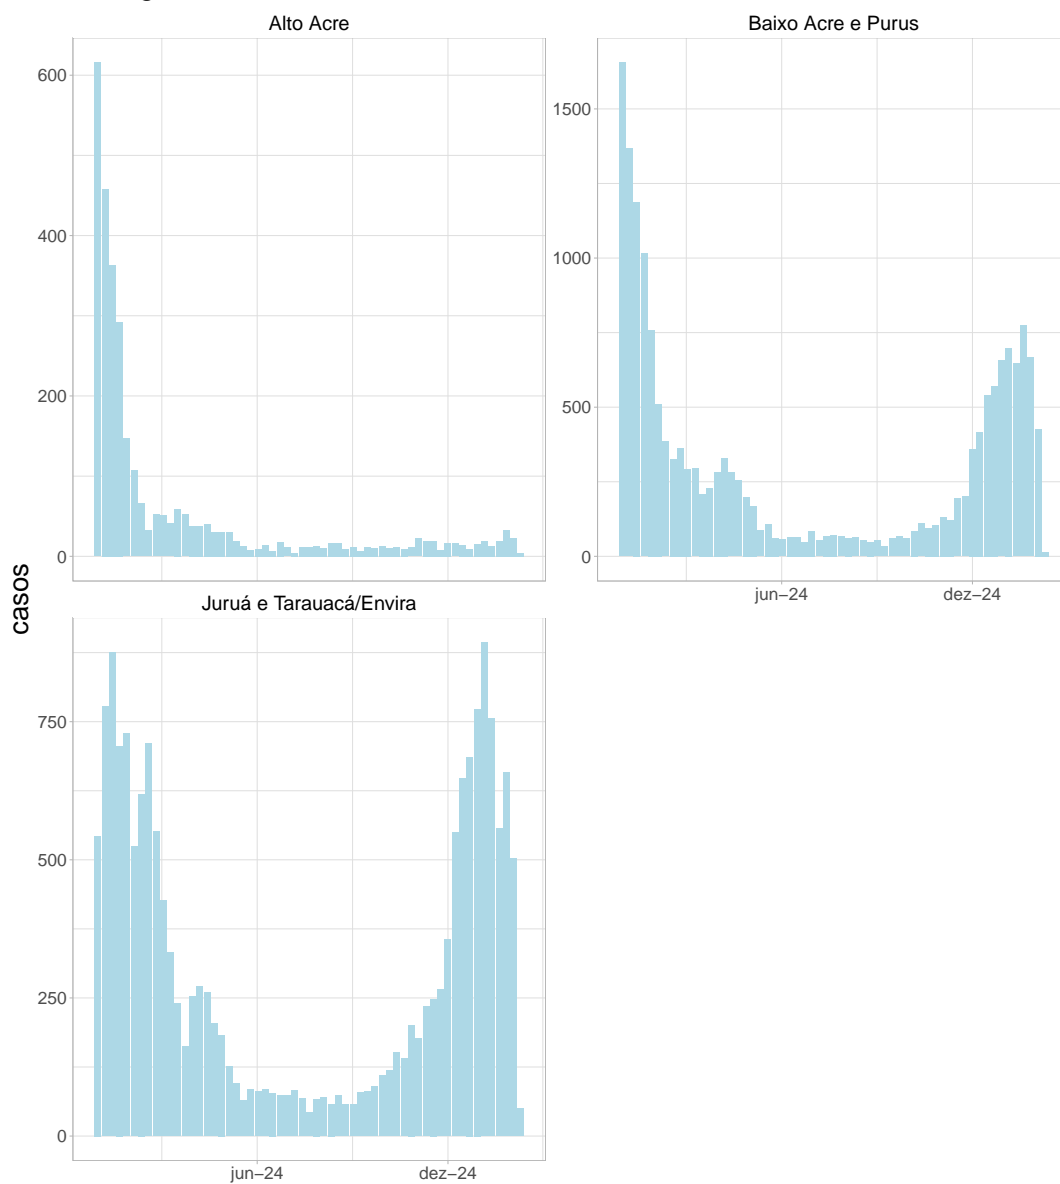 Alto Acre
Baixo Acre e Purus
600
400
200
0
1500
1000
500
0
jun−24
dez−24
casos
Juruá e Tarauacá/Envira
750
500
250
0
jun−24
dez−24